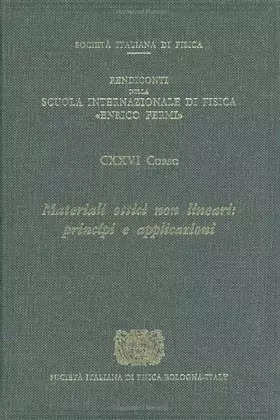 SOCIETÀ ITALIANA DI FISICA
RENDICONTI
DELLA
SCUOLA INTERNAZIONALE DI FISICA
«ENRICO FERMI»
CXXVI Corso
Materiali ottici non lineari:
principi e applicazioni
SOCIETÀ ITALIANA DI FISICA BOLOGNA-ITALY